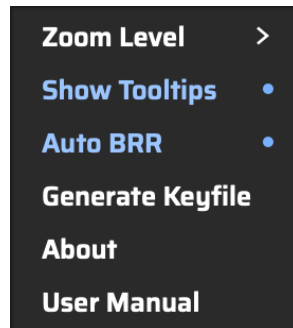 Zoom Level >
Show Tooltips •
Auto BRR •
Generate Keyfile
About
User Manual